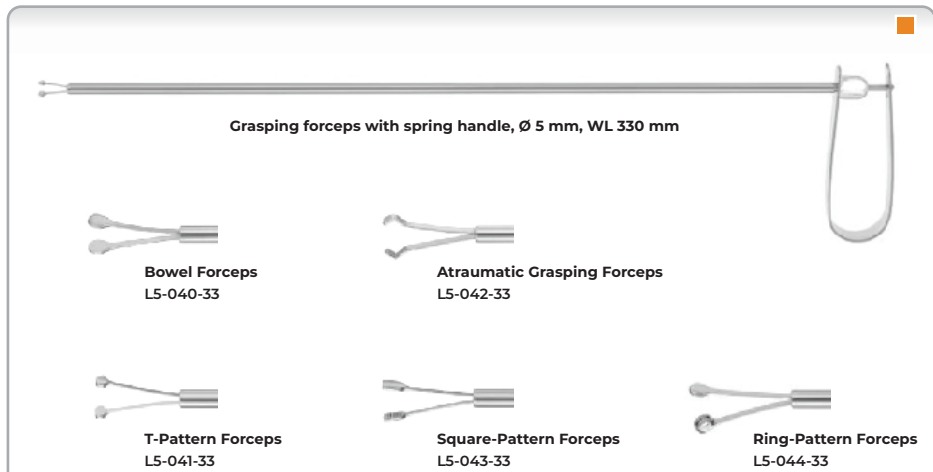 Grasping forceps with spring handle, Ø 5 mm, WL 330 mm
Bowel Forceps
L5-040-33
Atraumatic Grasping Forceps
L5-042-33
T-Pattern Forceps
L5-041-33
Square-Pattern Forceps
L5-043-33
Ring-Pattern Forceps
L5-044-33